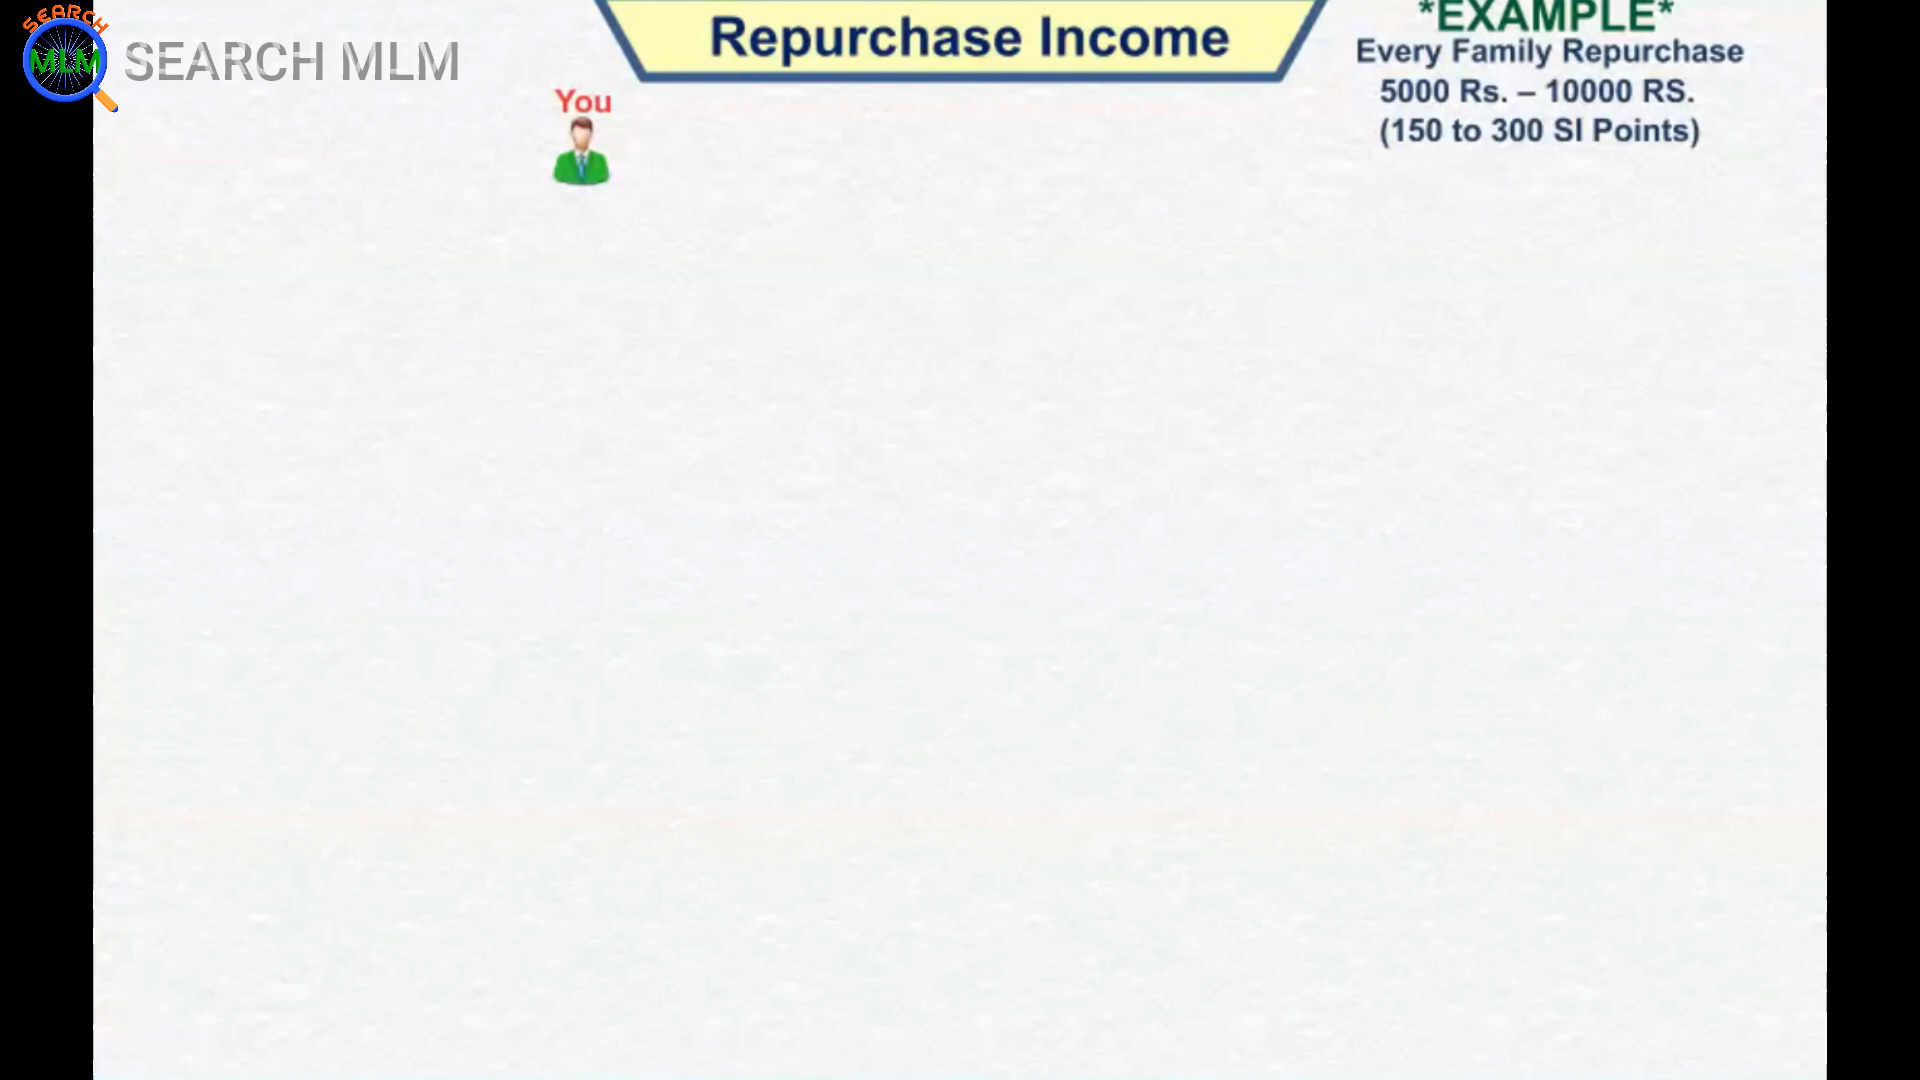 SEARCH
MLM
SEARCH MLM
Repurchase Income
*EXAMPLE*
Every Family Repurchase
5000 Rs. – 10000 RS.
(150 to 300 SI Points)
You